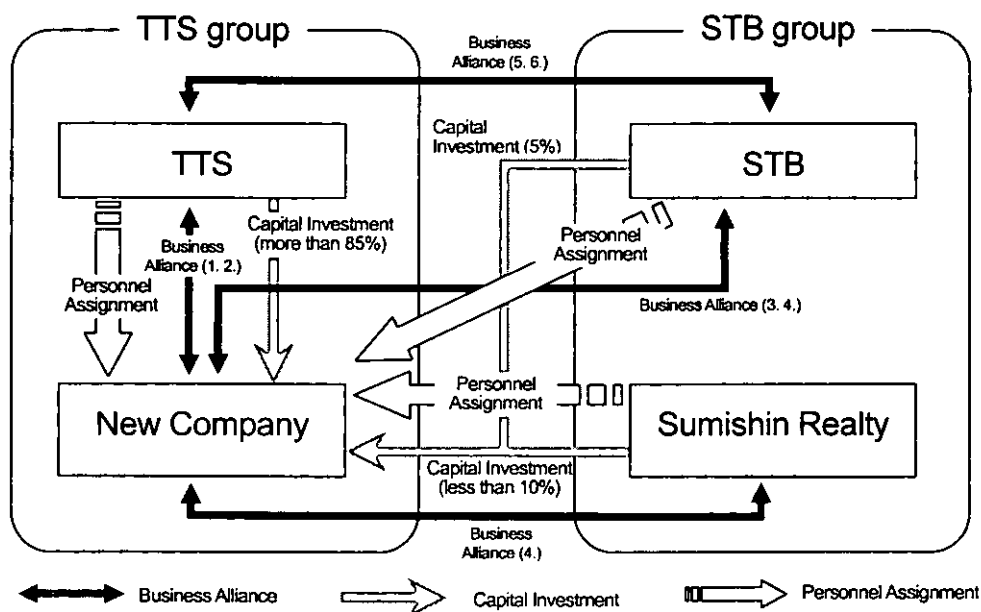 TTS group
STB group
Business
Alliance (5. 6.)
TTS
Capital
Investment (5%)
STB
Capital Investment
(more than 85%)
Business
Alliance (1. 2.)
Personnel
Assignment
Personnel
Assignment
Business Alliance (3. 4.)
New Company
Personnel
Assignment
Sumishin Realty
Capital Investment
(less than 10%)
Business
Alliance (4.)
Business Alliance
Capital Investment
Personnel Assignment